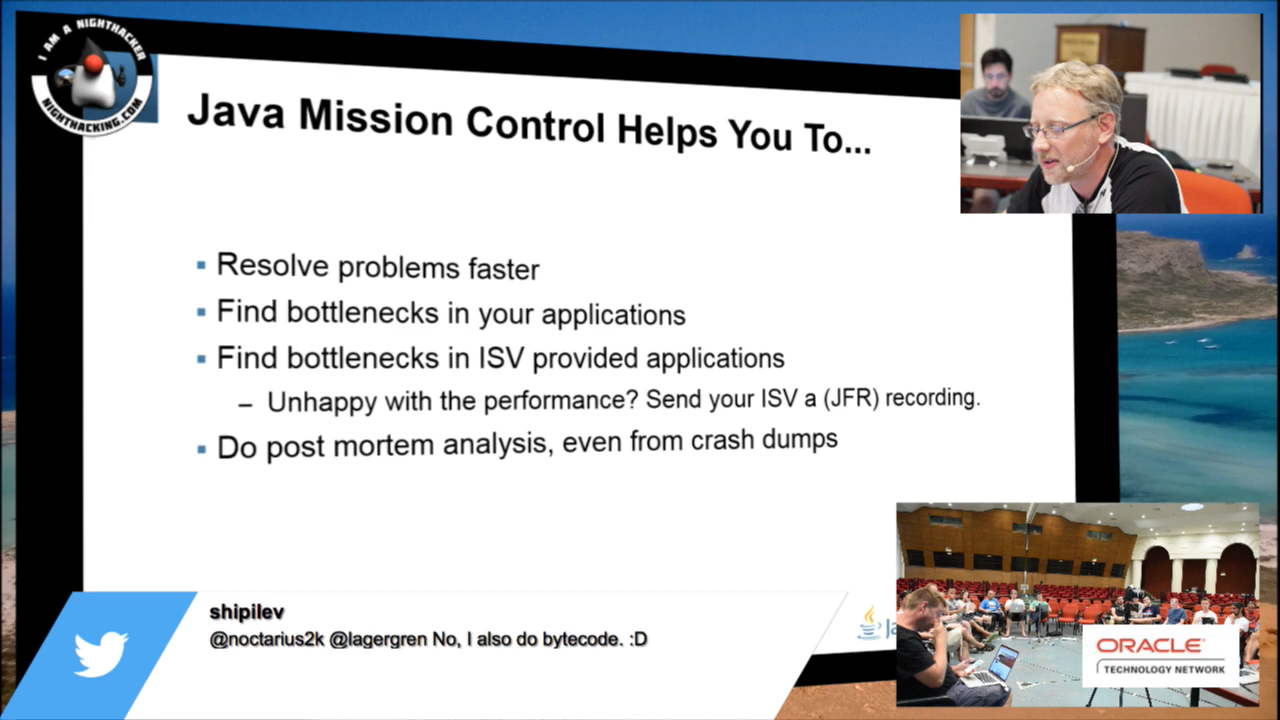 I AM A NIGHTHACKER
NIGHTHACKING.COM
Java Mission Control Helps You To...
▪ Resolve problems faster
▪ Find bottlenecks in your applications
▪ Find bottlenecks in ISV provided applications
– Unhappy with the performance? Send your ISV a (JFR) recording.
▪ Do post mortem analysis, even from crash dumps
shipilev
@noctarius2k @lagergren No, I also do bytecode. :D
ORACLE
TECHNOLOGY NETWORK